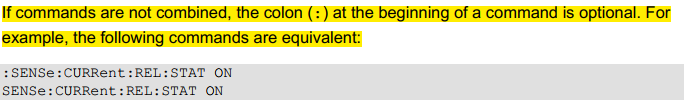 If commands are not combined, the colon (:) at the beginning of a command is optional. For
example, the following commands are equivalent:
:SENSe:CURRent:REL:STAT ON
SENSe:CURRent:REL:STAT ON